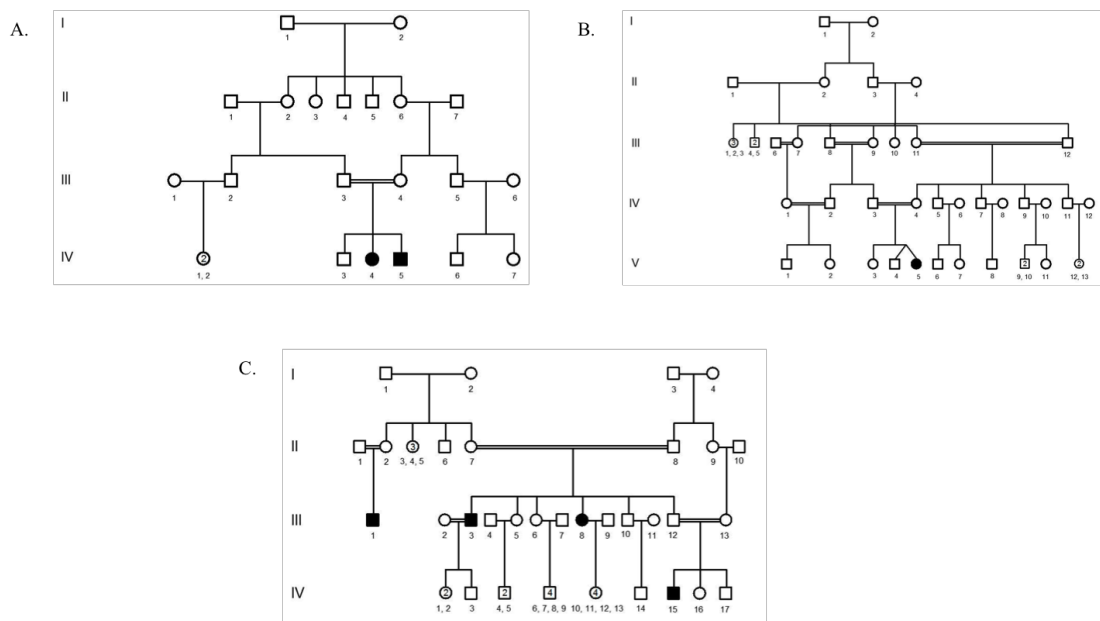 A.
I
1 2
II
1 2 3 4 5 6 7
III
1 2 3 4 5 6
IV 2
1, 2 3 4 5 6 7
B.
I
1 2
II
1 2 3 4
III 3 2
1, 2, 3 4, 5 6 7 8 9 10 11 12
IV
1 2 3 4 5 6 7 8 9 10 11 12
V 2 2
1 2 3 4 5 6 7 8 9, 10 11 12, 13
C.
I
1 2 3 4
II 3
1 2 3, 4, 5 6 7 8 9 10
III
1 2 3 4 5 6 7 8 9 10 11 12 13
IV 2 2 4 4
1, 2 3 4, 5 6, 7, 8, 9 10, 11, 12, 13 14 15 16 17